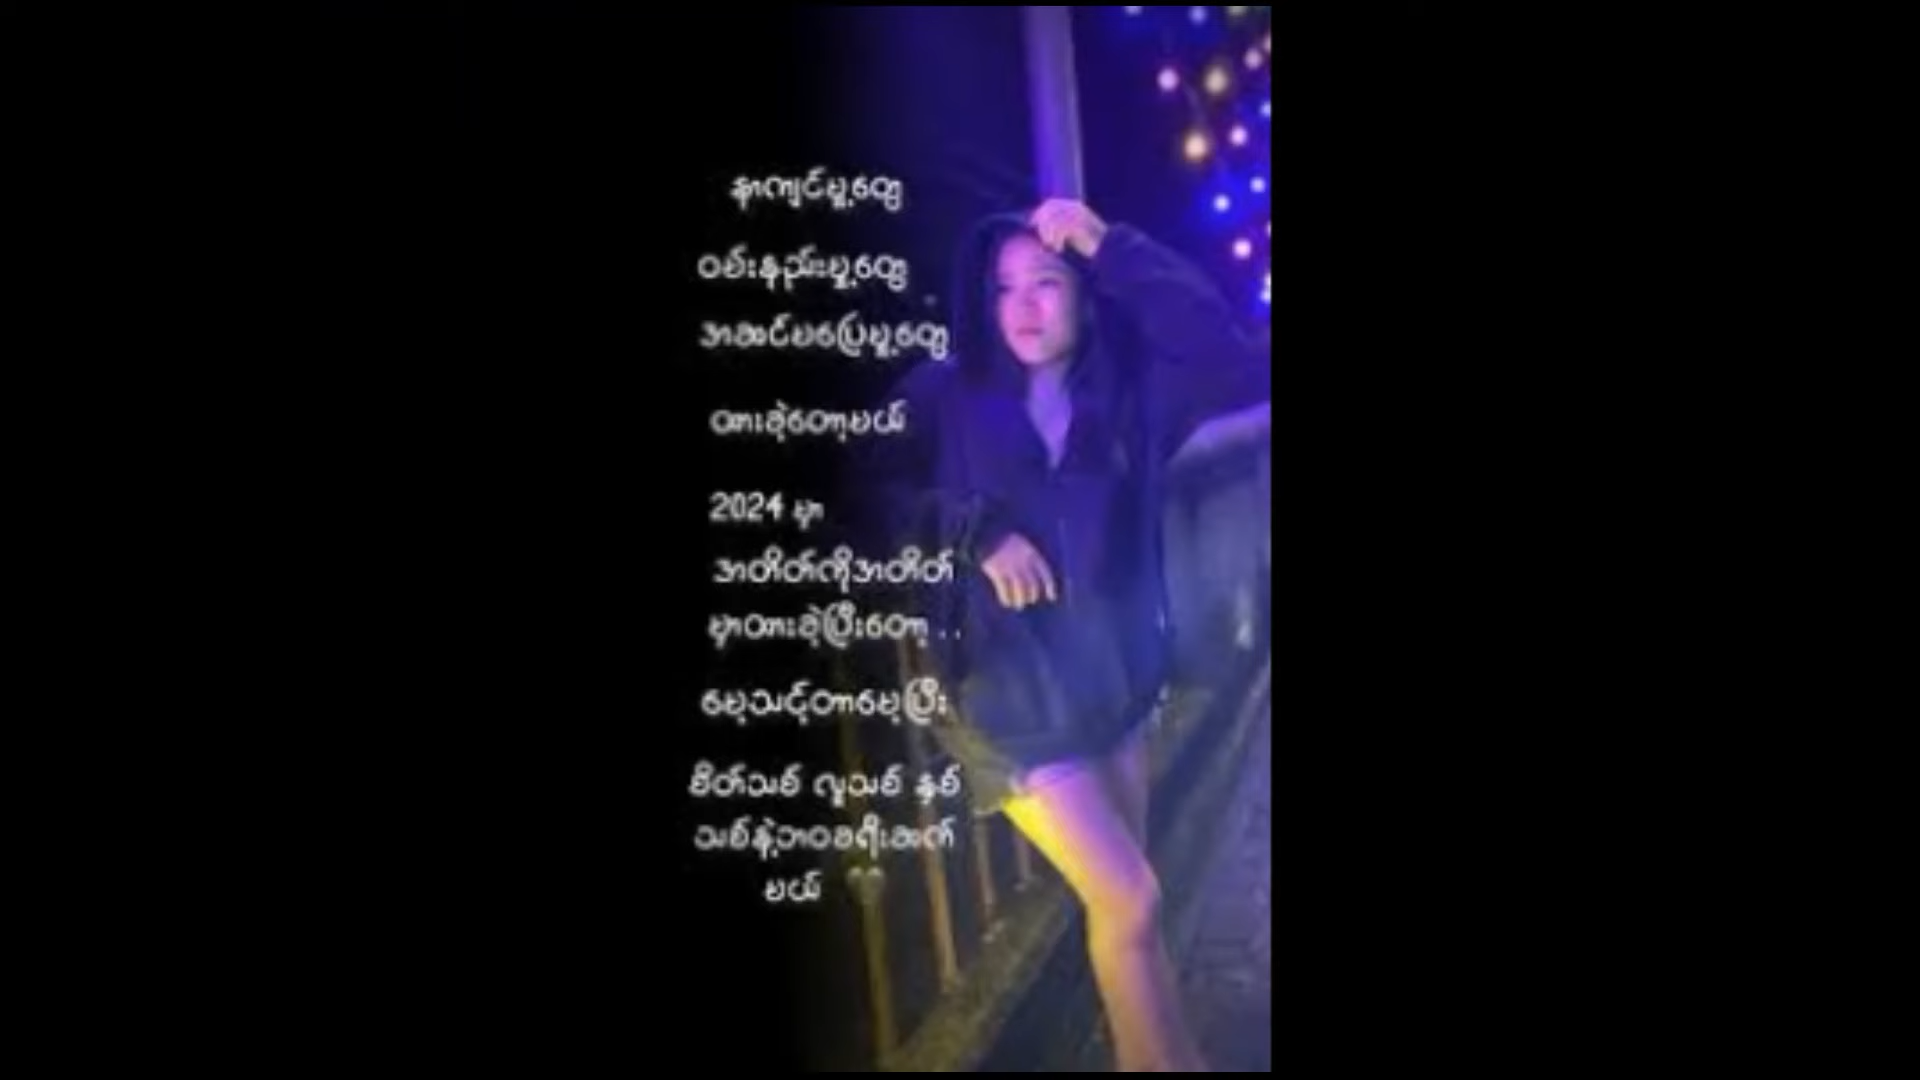 နာကျင်မှု့တွေ
ဝမ်းနည်းမှု့တွေ
အဆင်မပြေမှု့တွေ
ထားခဲ့တော့မယ်
2024 မှာ
အတိတ်ကိုအတိတ်
မှာထားခဲ့ပြီးတော့ . .
မေ့သင့်တာမေ့ပြီး
စိတ်သစ် လူသစ် နှစ်
သစ်နဲ့ဘဝခရီးဆက်
မယ်